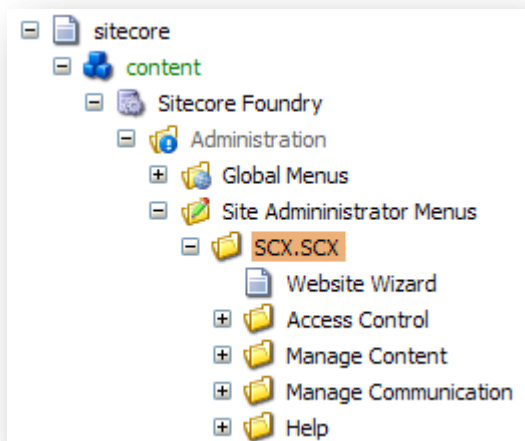 sitecore
content
Sitecore Foundry
Administration
Global Menus
Site Admininistrator Menus
SCX.SCX
Website Wizard
Access Control
Manage Content
Manage Communication
Help